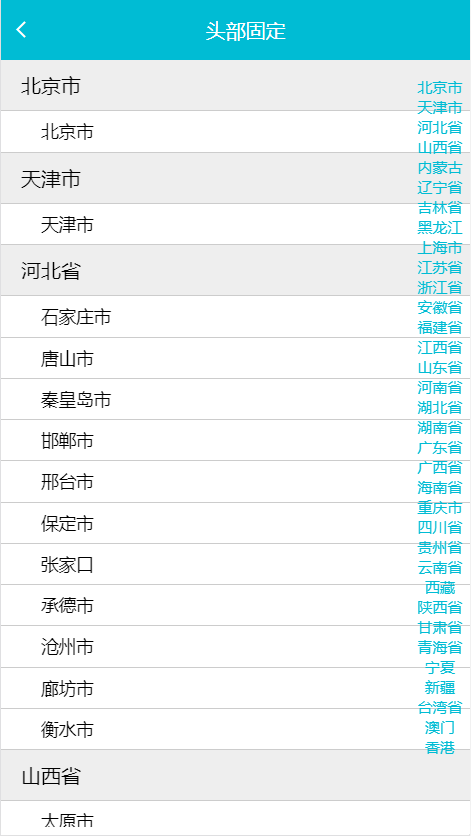 头部固定
北京市
北京市
天津市
天津市
河北省
石家庄市
唐山市
秦皇岛市
邯郸市
邢台市
保定市
张家口
承德市
沧州市
廊坊市
衡水市
山西省
太原市
北京市
天津市
河北省
山西省
内蒙古
辽宁省
吉林省
黑龙江
上海市
江苏省
浙江省
安徽省
福建省
江西省
山东省
河南省
湖北省
湖南省
广东省
广西省
海南省
重庆市
四川省
贵州省
云南省
西藏
陕西省
甘肃省
青海省
宁夏
新疆
台湾省
澳门
香港